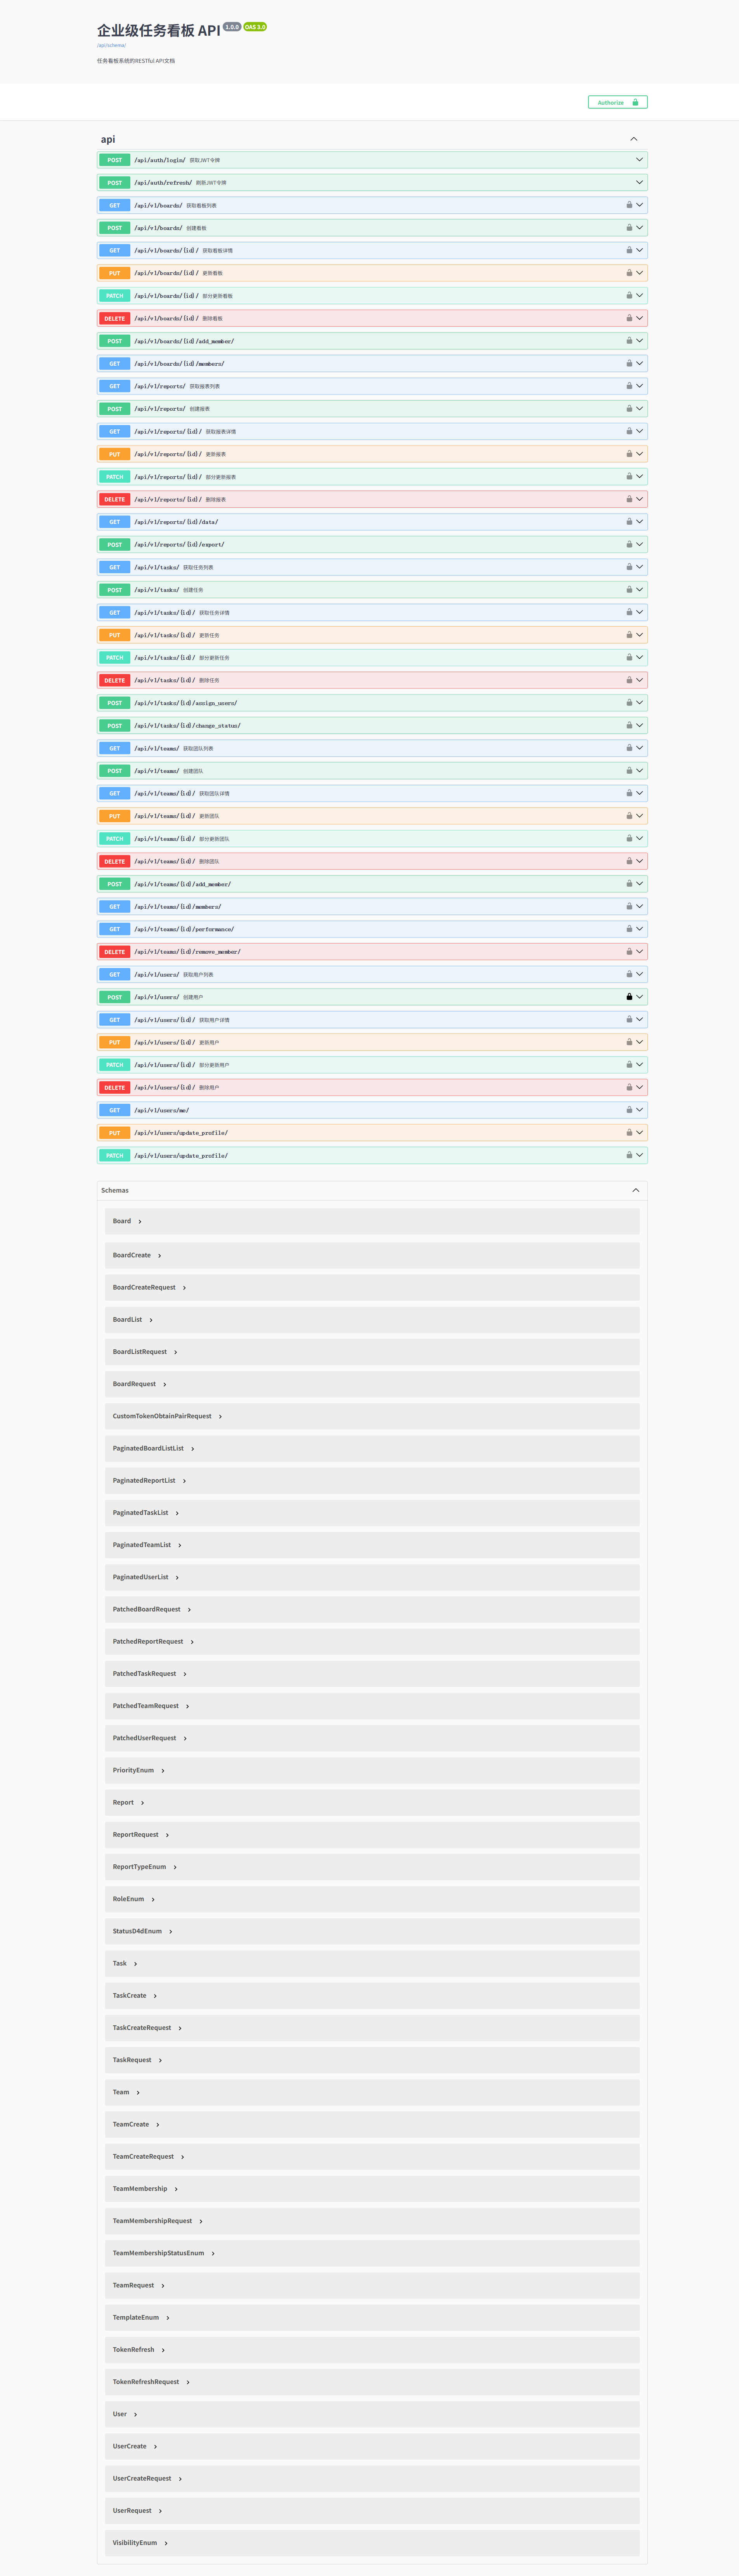 企业级任务看板 API 1.0.0 OAS 3.0
/api/schema/
任务看板系统的RESTful API文档
Authorize
api
POST /api/auth/login/ 获取JWT令牌
POST /api/auth/refresh/ 刷新JWT令牌
GET /api/v1/boards/ 获取看板列表
POST /api/v1/boards/ 创建看板
GET /api/v1/boards/{id}/ 获取看板详情
PUT /api/v1/boards/{id}/ 更新看板
PATCH /api/v1/boards/{id}/ 部分更新看板
DELETE /api/v1/boards/{id}/ 删除看板
POST /api/v1/boards/{id}/add_member/
GET /api/v1/boards/{id}/members/
GET /api/v1/reports/ 获取报表列表
POST /api/v1/reports/ 创建报表
GET /api/v1/reports/{id}/ 获取报表详情
PUT /api/v1/reports/{id}/ 更新报表
PATCH /api/v1/reports/{id}/ 部分更新报表
DELETE /api/v1/reports/{id}/ 删除报表
GET /api/v1/reports/{id}/data/
POST /api/v1/reports/{id}/export/
GET /api/v1/tasks/ 获取任务列表
POST /api/v1/tasks/ 创建任务
GET /api/v1/tasks/{id}/ 获取任务详情
PUT /api/v1/tasks/{id}/ 更新任务
PATCH /api/v1/tasks/{id}/ 部分更新任务
DELETE /api/v1/tasks/{id}/ 删除任务
POST /api/v1/tasks/{id}/assign_users/
POST /api/v1/tasks/{id}/change_status/
GET /api/v1/teams/ 获取团队列表
POST /api/v1/teams/ 创建团队
GET /api/v1/teams/{id}/ 获取团队详情
PUT /api/v1/teams/{id}/ 更新团队
PATCH /api/v1/teams/{id}/ 部分更新团队
DELETE /api/v1/teams/{id}/ 删除团队
POST /api/v1/teams/{id}/add_member/
GET /api/v1/teams/{id}/members/
GET /api/v1/teams/{id}/performance/
DELETE /api/v1/teams/{id}/remove_member/
GET /api/v1/users/ 获取用户列表
POST /api/v1/users/ 创建用户
GET /api/v1/users/{id}/ 获取用户详情
PUT /api/v1/users/{id}/ 更新用户
PATCH /api/v1/users/{id}/ 部分更新用户
DELETE /api/v1/users/{id}/ 删除用户
GET /api/v1/users/me/
PUT /api/v1/users/update_profile/
PATCH /api/v1/users/update_profile/
Schemas
Board
BoardCreate
BoardCreateRequest
BoardList
BoardListRequest
BoardRequest
CustomTokenObtainPairRequest
PaginatedBoardListList
PaginatedReportList
PaginatedTaskList
PaginatedTeamList
PaginatedUserList
PatchedBoardRequest
PatchedReportRequest
PatchedTaskRequest
PatchedTeamRequest
PatchedUserRequest
PriorityEnum
Report
ReportRequest
ReportTypeEnum
RoleEnum
StatusD4dEnum
Task
TaskCreate
TaskCreateRequest
TaskRequest
Team
TeamCreate
TeamCreateRequest
TeamMembership
TeamMembershipRequest
TeamMembershipStatusEnum
TeamRequest
TemplateEnum
TokenRefresh
TokenRefreshRequest
User
UserCreate
UserCreateRequest
UserRequest
VisibilityEnum